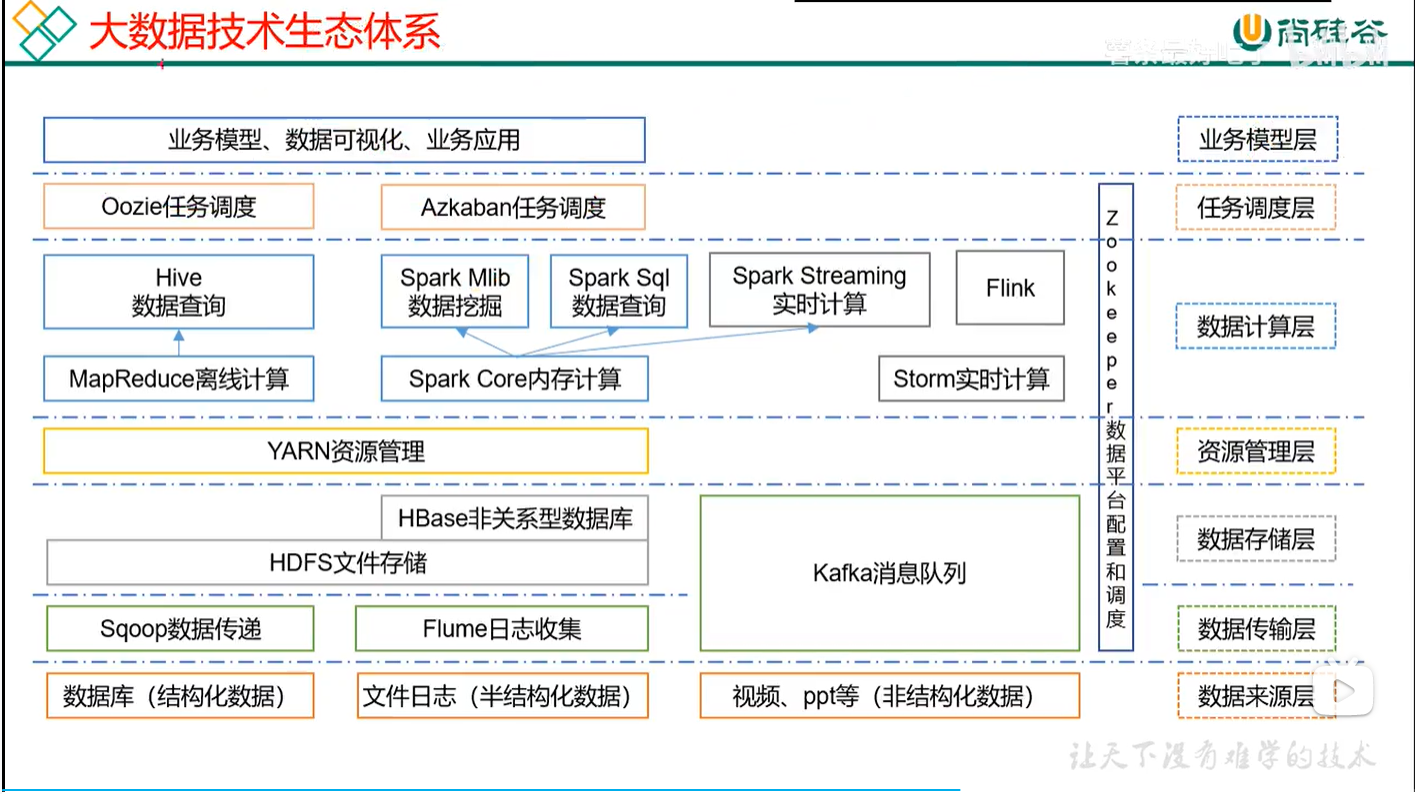 大数据技术生态体系
尚硅谷
业务模型、数据可视化、业务应用
业务模型层
Oozie任务调度
Azkaban任务调度
任务调度层
Hive
数据查询
Spark Mlib
数据挖掘
Spark Sql
数据查询
Spark Streaming
实时计算
Flink
数据计算层
MapReduce离线计算
Spark Core内存计算
Storm实时计算
YARN资源管理
资源管理层
HBase非关系型数据库
HDFS文件存储
Kafka消息队列
数据存储层
Sqoop数据传递
Flume日志收集
数据传输层
Zookeeper数据平台配置和调度
数据库（结构化数据）
文件日志（半结构化数据）
视频、ppt等（非结构化数据）
数据来源层
让天下没有难学的技术